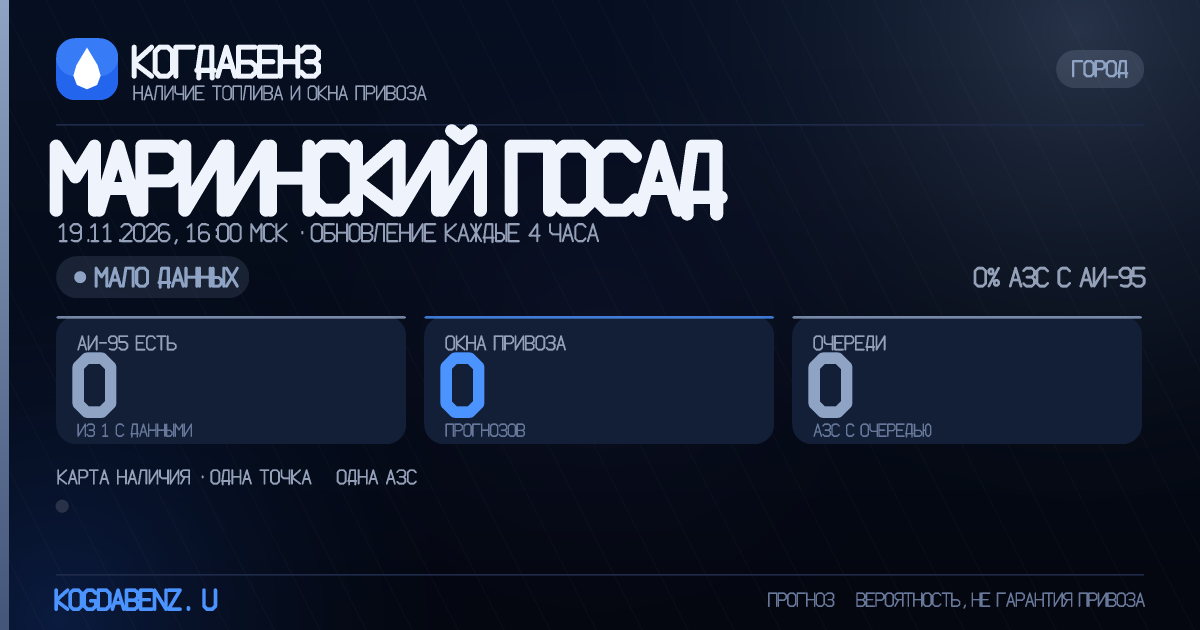 КОГДАБЕНЗ
НАЛИЧИЕ ТОПЛИВА И ОКНА ПРИВОЗА
ГОРОД
МАРИИНСКИЙ ПОСАД
19.11.2026, 16:00 МСК · ОБНОВЛЕНИЕ КАЖДЫЕ 4 ЧАСА
МАЛО ДАННЫХ
0% АЗС С АИ-95
АИ-95 ЕСТЬ
0
ИЗ 1 С ДАННЫМИ
ОКНА ПРИВОЗА
0
ПРОГНОЗОВ
ОЧЕРЕДИ
0
АЗС С ОЧЕРЕДЬЮ
КАРТА НАЛИЧИЯ · ОДНА ТОЧКА ОДНА АЗС
KOGDABENZ. U
ПРОГНОЗ ВЕРОЯТНОСТЬ, НЕ ГАРАНТИЯ ПРИВОЗА